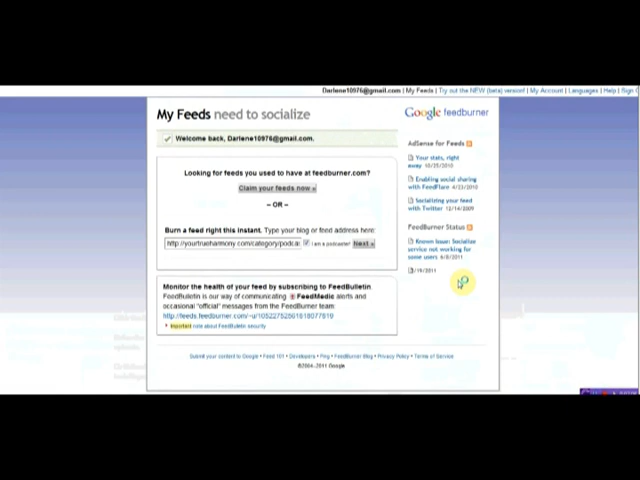 Darlene10976@gmail.com | My Feeds | Try out the NEW (beta) version! | My Account | Languages | Help | Sign
My Feeds need to socialize
Google feedburner
Welcome back, Darlene10976@gmail.com.
Looking for feeds you used to have at feedburner.com?
Claim your feeds now »
– OR –
Burn a feed right this instant. Type your blog or feed address here:
http://yourtrueharmony.com/category/podca
I am a podcaster!
Next »
Monitor the health of your feed by subscribing to FeedBulletin
FeedBulletin is our way of communicating FeedMedic alerts and
occasional "official" messages from the FeedBurner team:
Important note about FeedBulletin security
AdSense for Feeds
Your stats, right
away 10/25/2010
Enabling social sharing
with FeedFlare 4/23/2010
Socializing your feed
with Twitter 12/14/2009
FeedBurner Status
Known issue: Socialize
service not working for
some users 4/8/2011
3/19/2011
Submit your content to Google • Feed 101 • Developers • Ping • FeedBurner Blog • Privacy Policy • Terms of Service
©2004–2011 Google